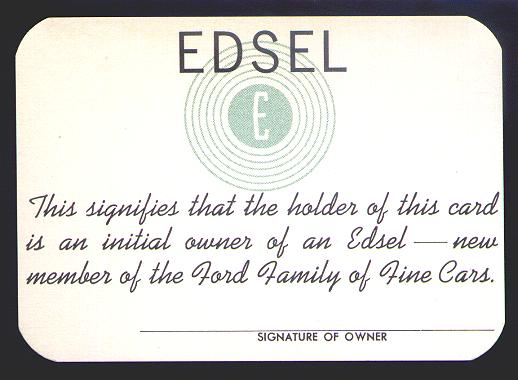 EDSEL
E
This signifies that the holder of this card
is an initial owner of an Edsel — new
member of the Ford Family of Fine Cars.
SIGNATURE OF OWNER